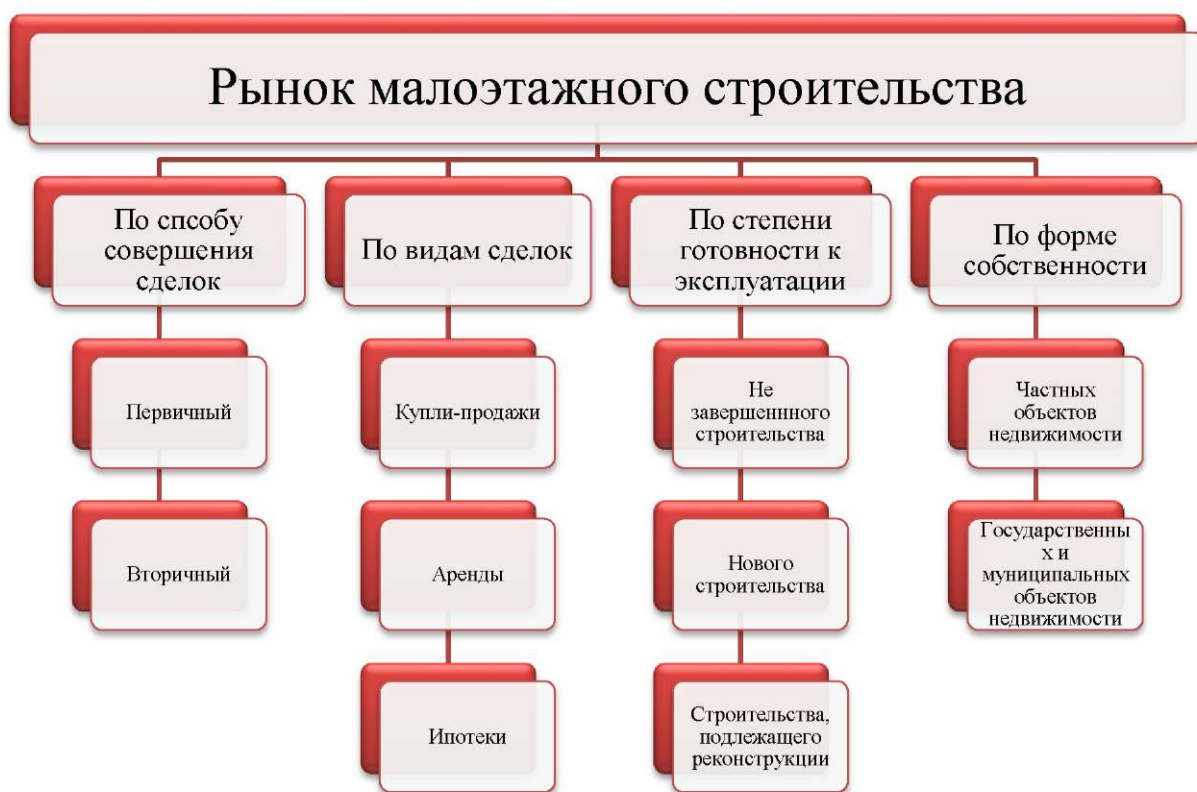 Рынок малоэтажного строительства
По спсобу
совершения
сделок
По видам сделок
По степени
готовности к
эксплуатации
По форме
собственности
Первичный
Купли-продажи
Не
завершеннного
строительства
Частных
объектов
недвижимости
Вторичный
Аренды
Нового
строительства
Государственны
х и
муниципальных
объектов
недвижимости
Ипотеки
Строительства,
подлежащего
реконструкции